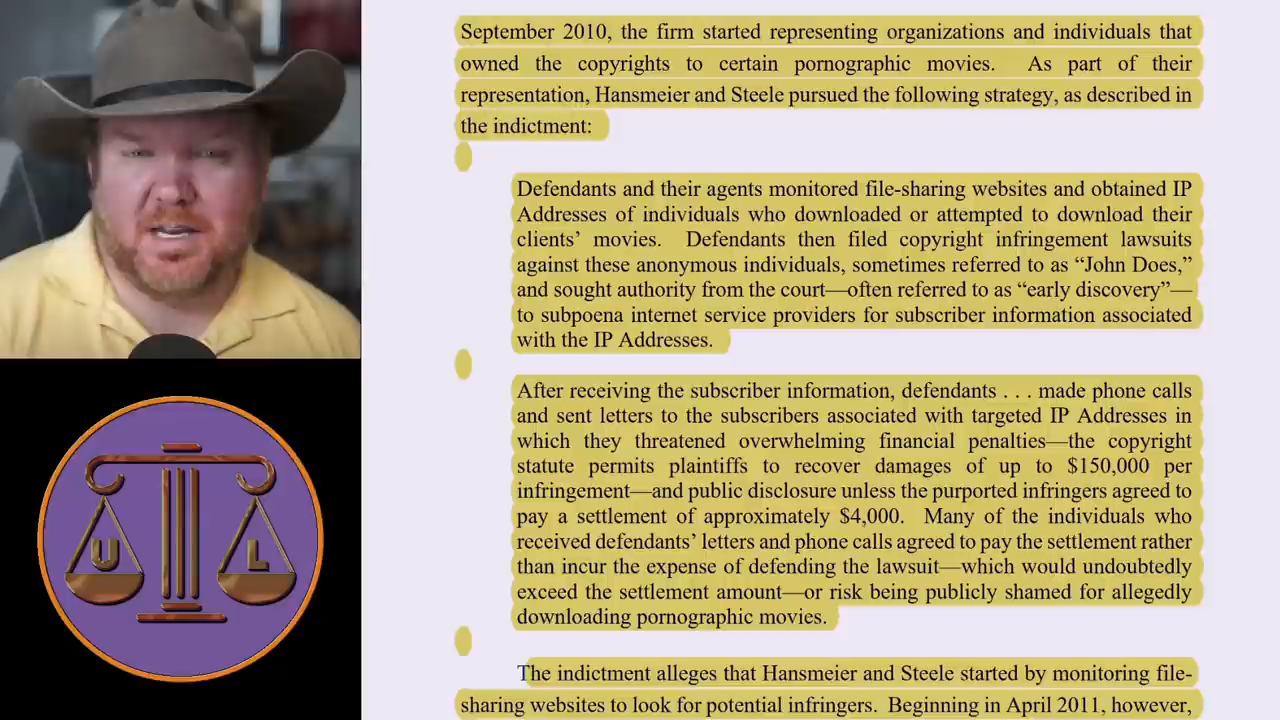 September 2010, the firm started representing organizations and individuals that
owned the copyrights to certain pornographic movies. As part of their
representation, Hansmeier and Steele pursued the following strategy, as described in
the indictment:
Defendants and their agents monitored file-sharing websites and obtained IP
Addresses of individuals who downloaded or attempted to download their
clients’ movies. Defendants then filed copyright infringement lawsuits
against these anonymous individuals, sometimes referred to as “John Does,”
and sought authority from the court—often referred to as “early discovery”—
to subpoena internet service providers for subscriber information associated
with the IP Addresses.
After receiving the subscriber information, defendants . . . made phone calls
and sent letters to the subscribers associated with targeted IP Addresses in
which they threatened overwhelming financial penalties—the copyright
statute permits plaintiffs to recover damages of up to $150,000 per
infringement—and public disclosure unless the purported infringers agreed to
pay a settlement of approximately $4,000. Many of the individuals who
received defendants’ letters and phone calls agreed to pay the settlement rather
than incur the expense of defending the lawsuit—which would undoubtedly
exceed the settlement amount—or risk being publicly shamed for allegedly
downloading pornographic movies.
The indictment alleges that Hansmeier and Steele started by monitoring file-
sharing websites to look for potential infringers. Beginning in April 2011, however,
U L